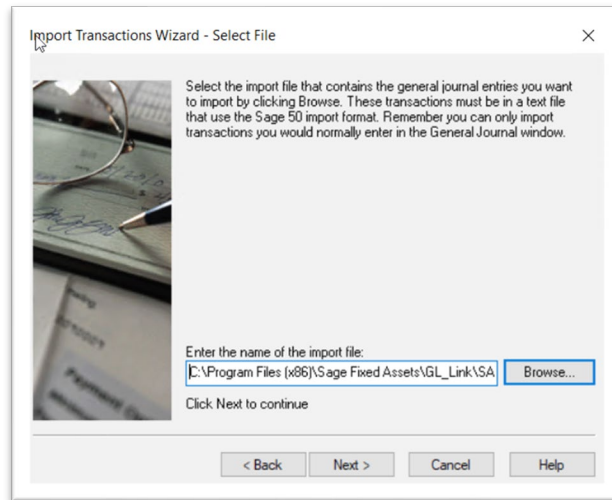 Import Transactions Wizard - Select File
Select the import file that contains the general journal entries you want
to import by clicking Browse. These transactions must be in a text file
that use the Sage 50 import format. Remember you can only import
transactions you would normally enter in the General Journal window.
Enter the name of the import file:
C:\Program Files (x86)\Sage Fixed Assets\GL_Link\SA
Browse...
Click Next to continue
< Back
Next >
Cancel
Help